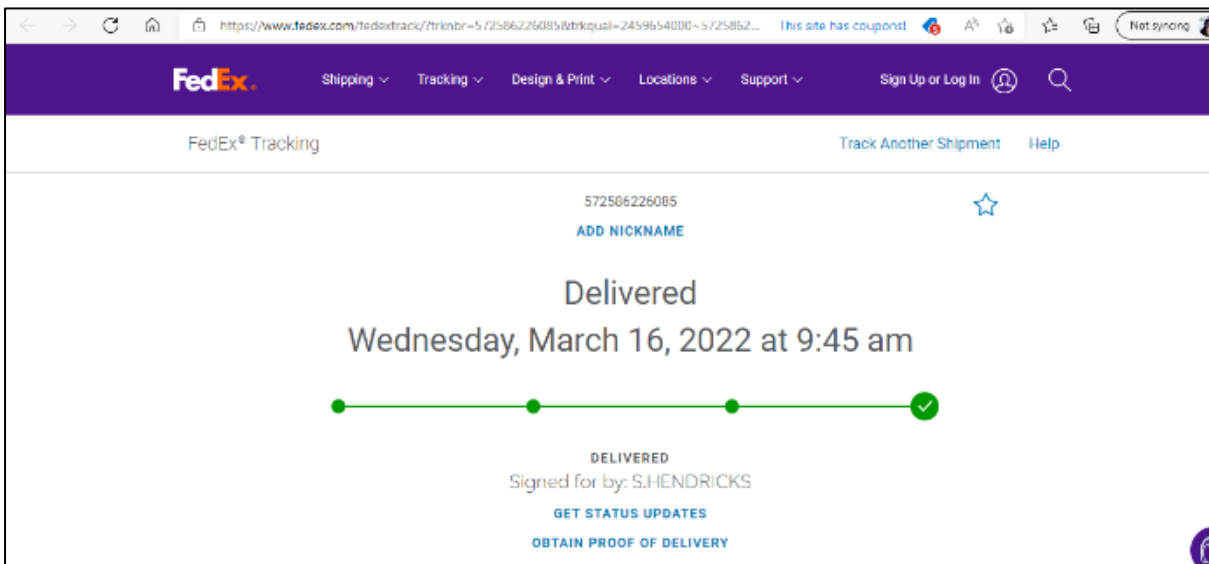 https://www.fedex.com/fedextrack/?trknbr=572586226085&trkqual=2459654000~5725862... This site has coupons! Not syncing
FedEx. Shipping Tracking Design & Print Locations Support Sign Up or Log In
FedEx® Tracking Track Another Shipment Help
572586226085
ADD NICKNAME
Delivered
Wednesday, March 16, 2022 at 9:45 am
DELIVERED
Signed for by: S.HENDRICKS
GET STATUS UPDATES
OBTAIN PROOF OF DELIVERY